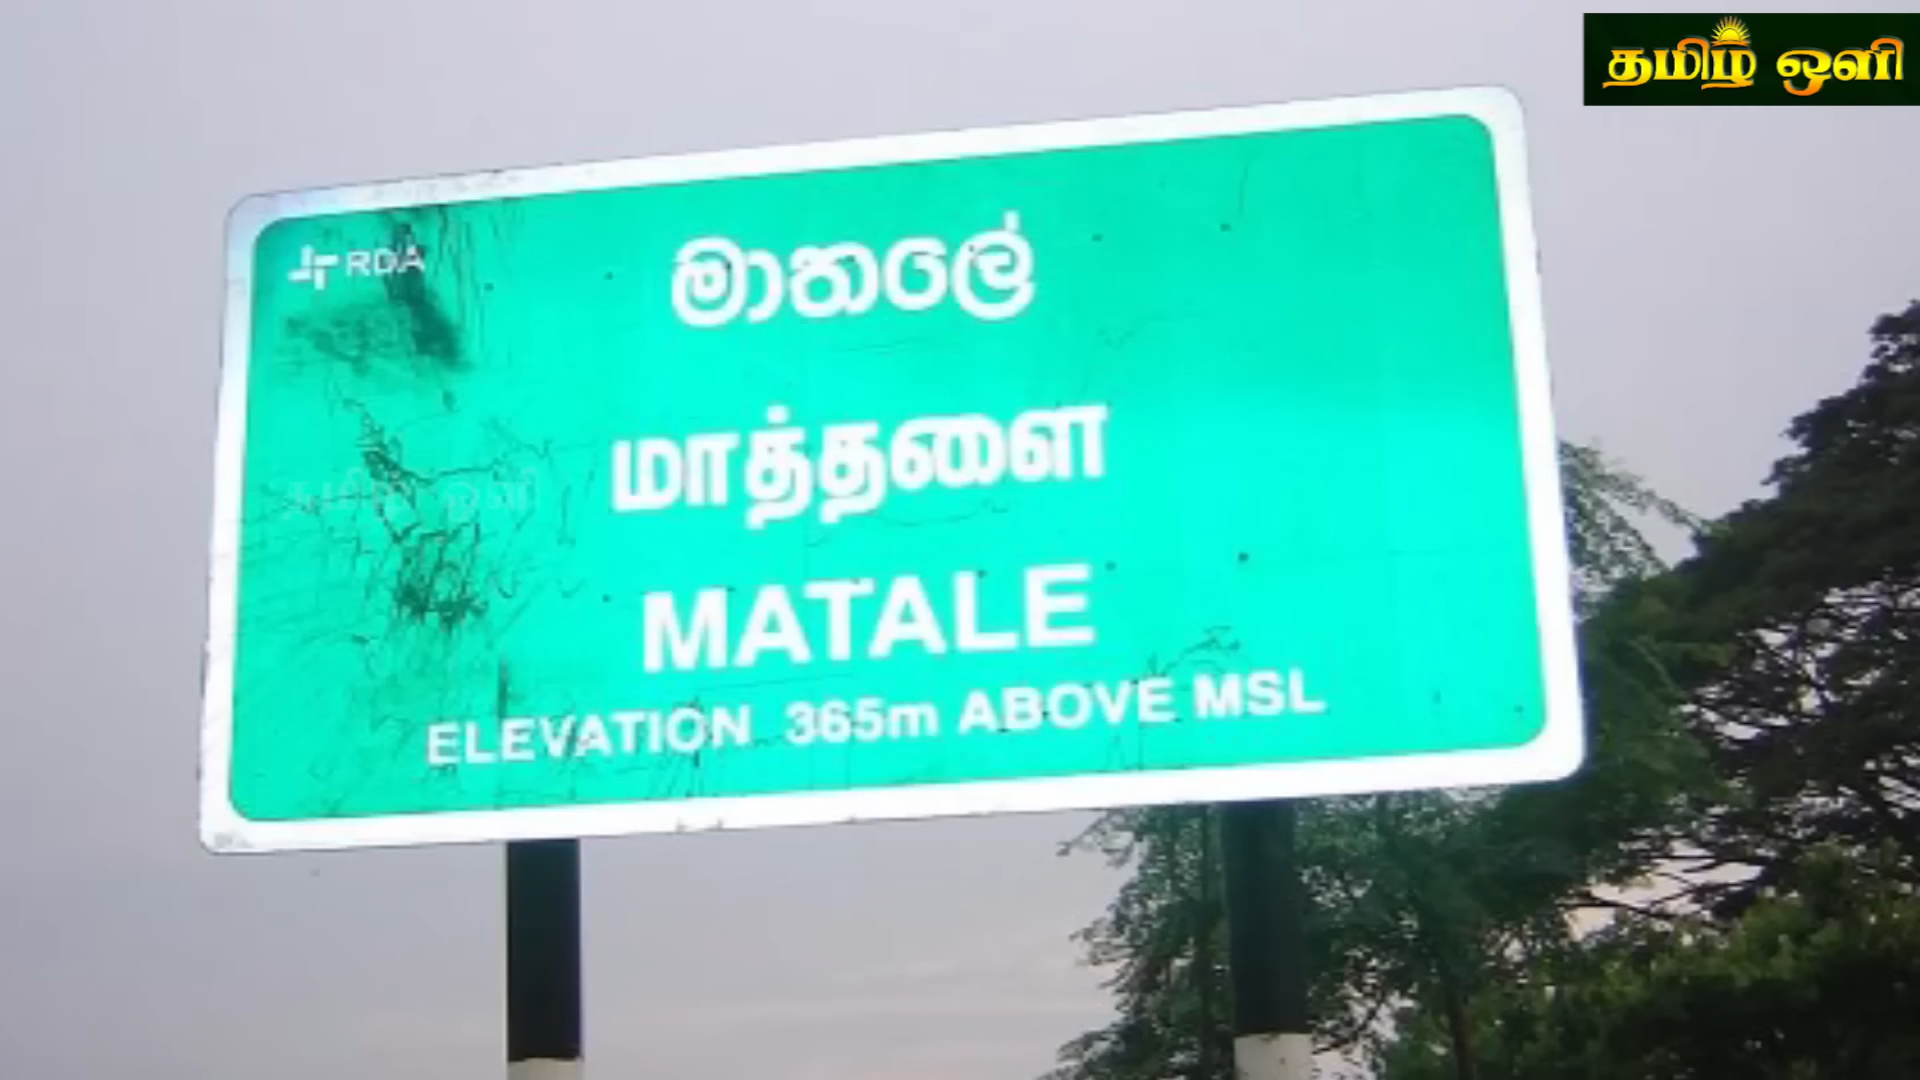 தமிழ் ஒளி
RDA
මාතලේ
மாத்தளை
MATALE
ELEVATION 365m ABOVE MSL